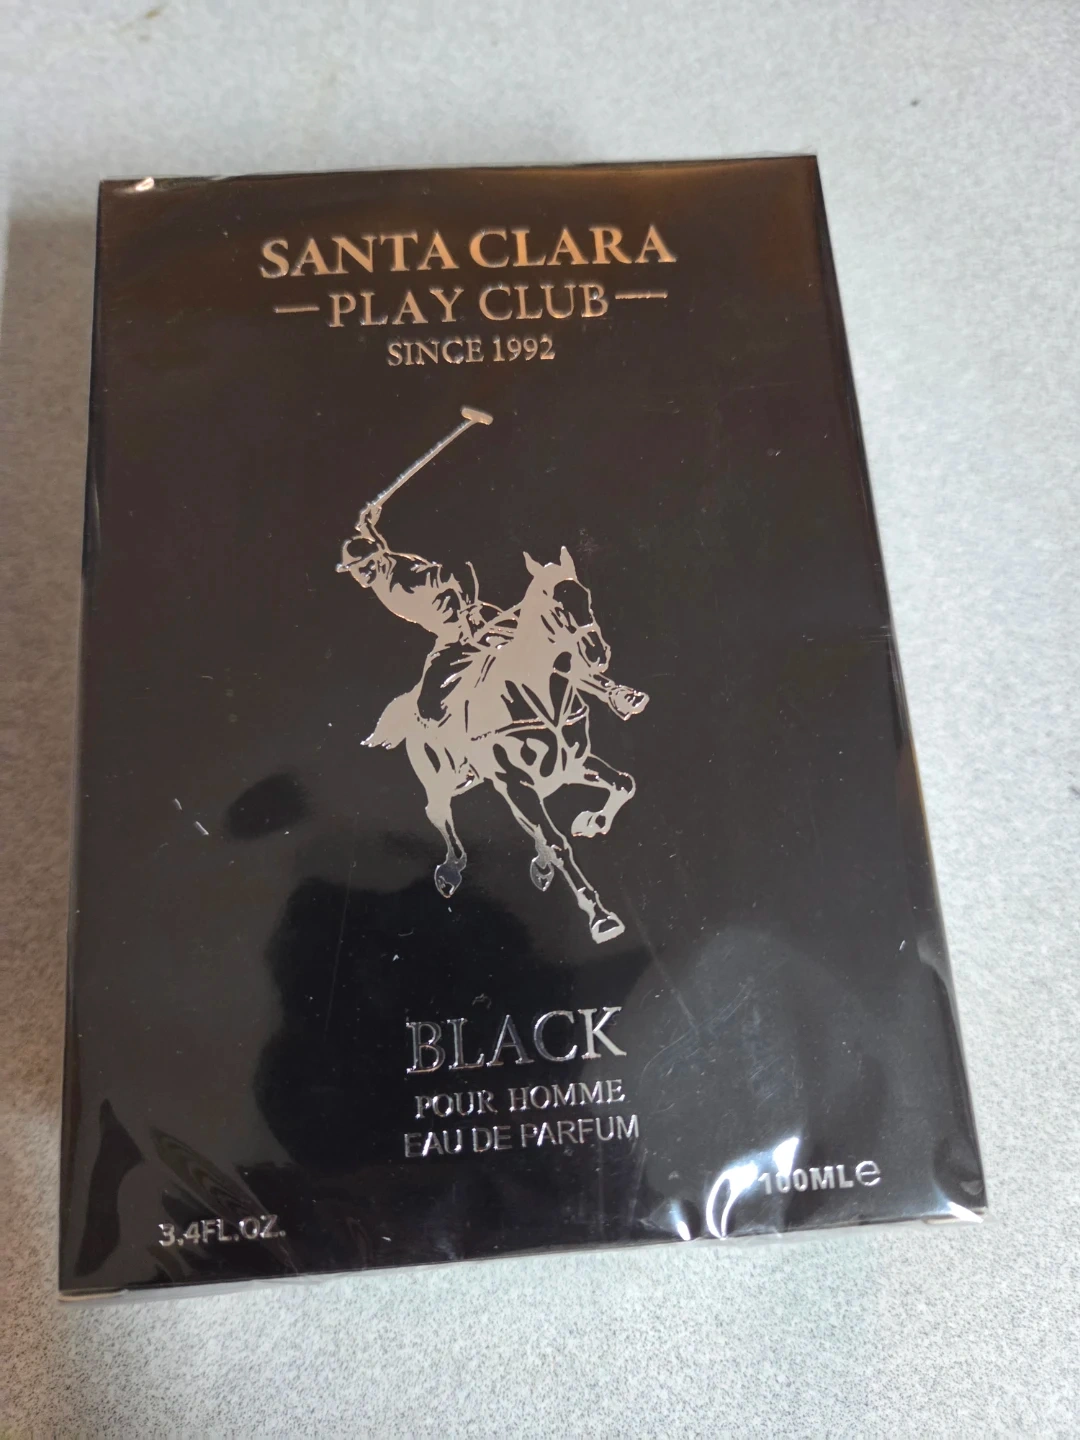 SANTA CLARA
—PLAY CLUB—
SINCE 1992
BLACK
POUR HOMME
EAU DE PARFUM
100ML℮
3.4FL.OZ.